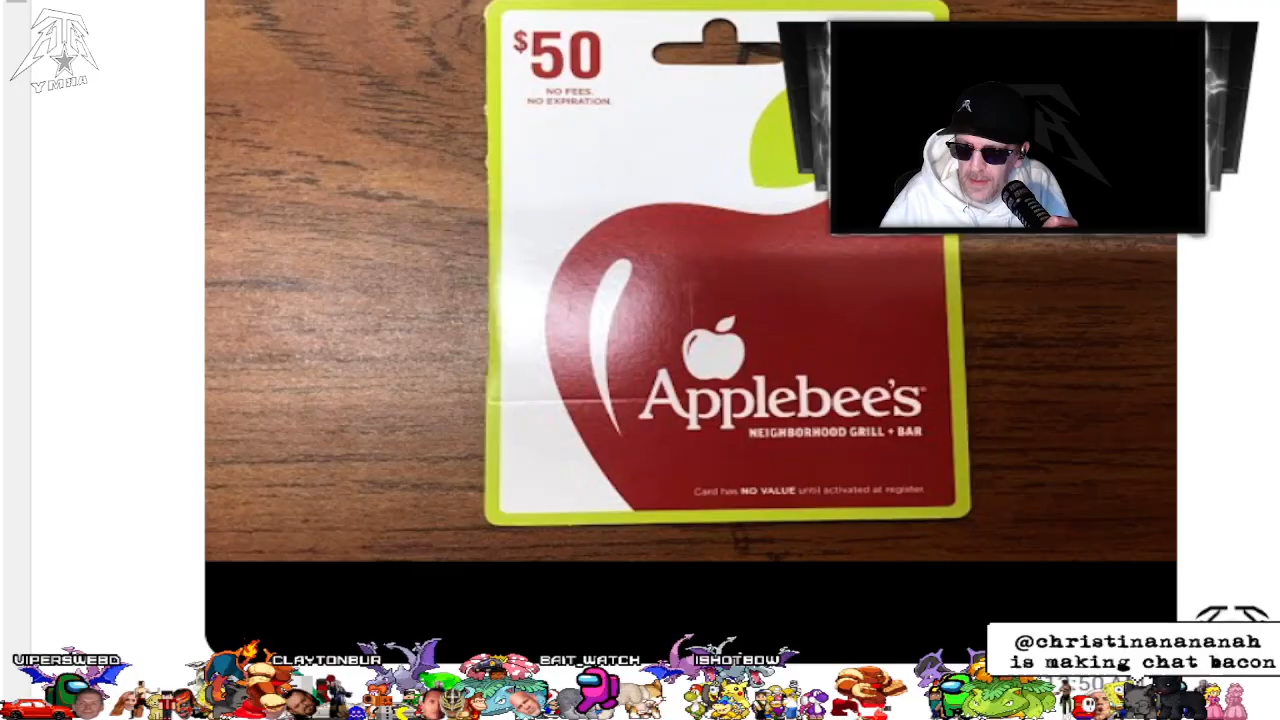 YMJIA
$50
NO FEES.
NO EXPIRATION.
Applebee's
NEIGHBORHOOD GRILL + BAR
Card has NO VALUE until activated at register.
VIPERSWEBD
CLAYTONBUR
BAIT_WATCH
ISHOTBOW
@christinanananah
is making chat bacon